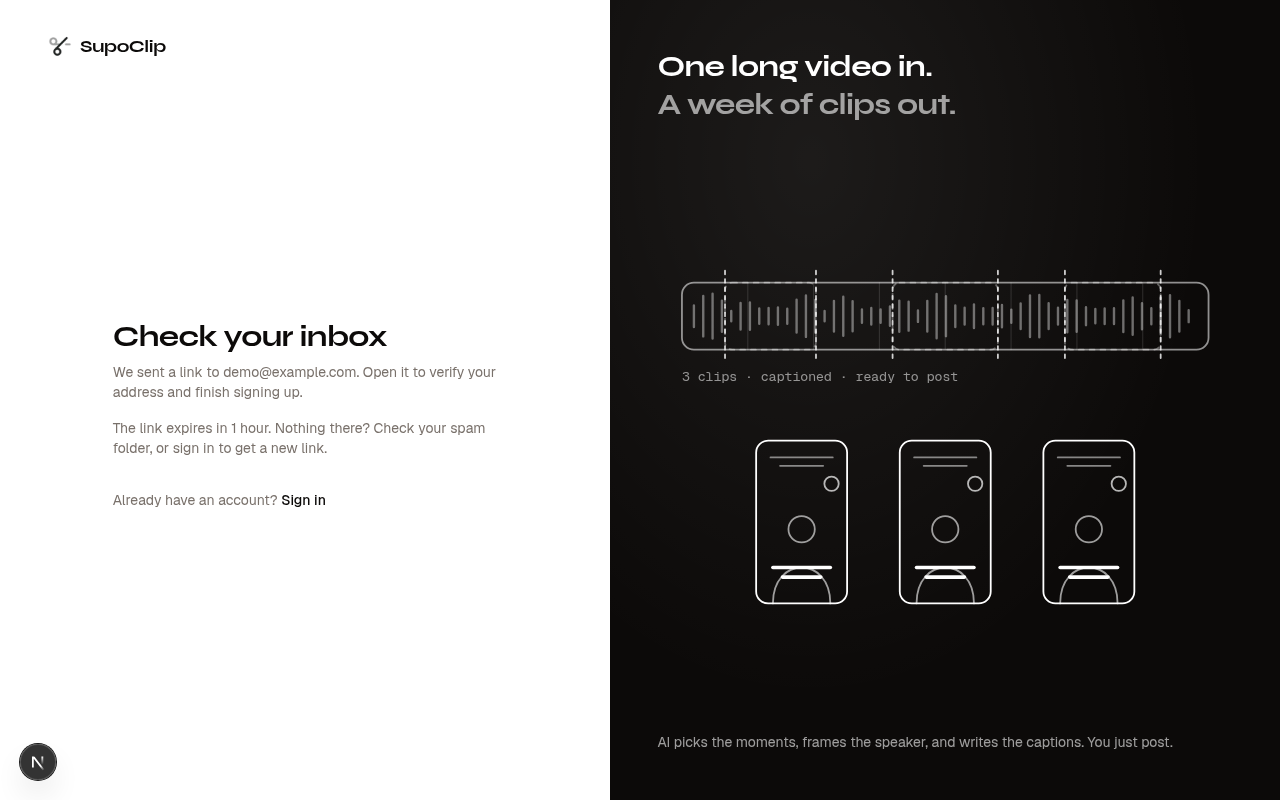 SupoClip
Check your inbox
We sent a link to demo@example.com. Open it to verify your
address and finish signing up.
The link expires in 1 hour. Nothing there? Check your spam
folder, or sign in to get a new link.
Already have an account? Sign in
N
One long video in.
A week of clips out.
3 clips · captioned · ready to post
AI picks the moments, frames the speaker, and writes the captions. You just post.